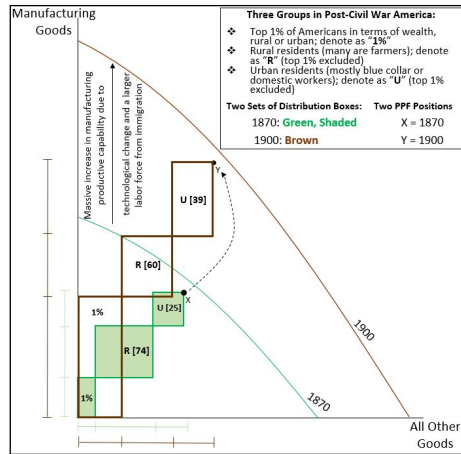 Manufacturing
Goods
Three Groups in Post-Civil War America:
❖ Top 1% of Americans in terms of wealth,
rural or urban; denote as "1%"
❖ Rural residents (many are farmers); denote
as "R" (top 1% excluded)
❖ Urban residents (mostly blue collar or
domestic workers); denote as "U" (top 1%
excluded)
Two Sets of Distribution Boxes: Two PPF Positions
1870: Green, Shaded X = 1870
1900: Brown Y = 1900
Massive increase in manufacturing
productive capability due to
technological change and a larger
labor force from immigration
Y
U [39]
R [60]
X
1%
U [25]
R [74]
1%
1900
1870
All Other
Goods